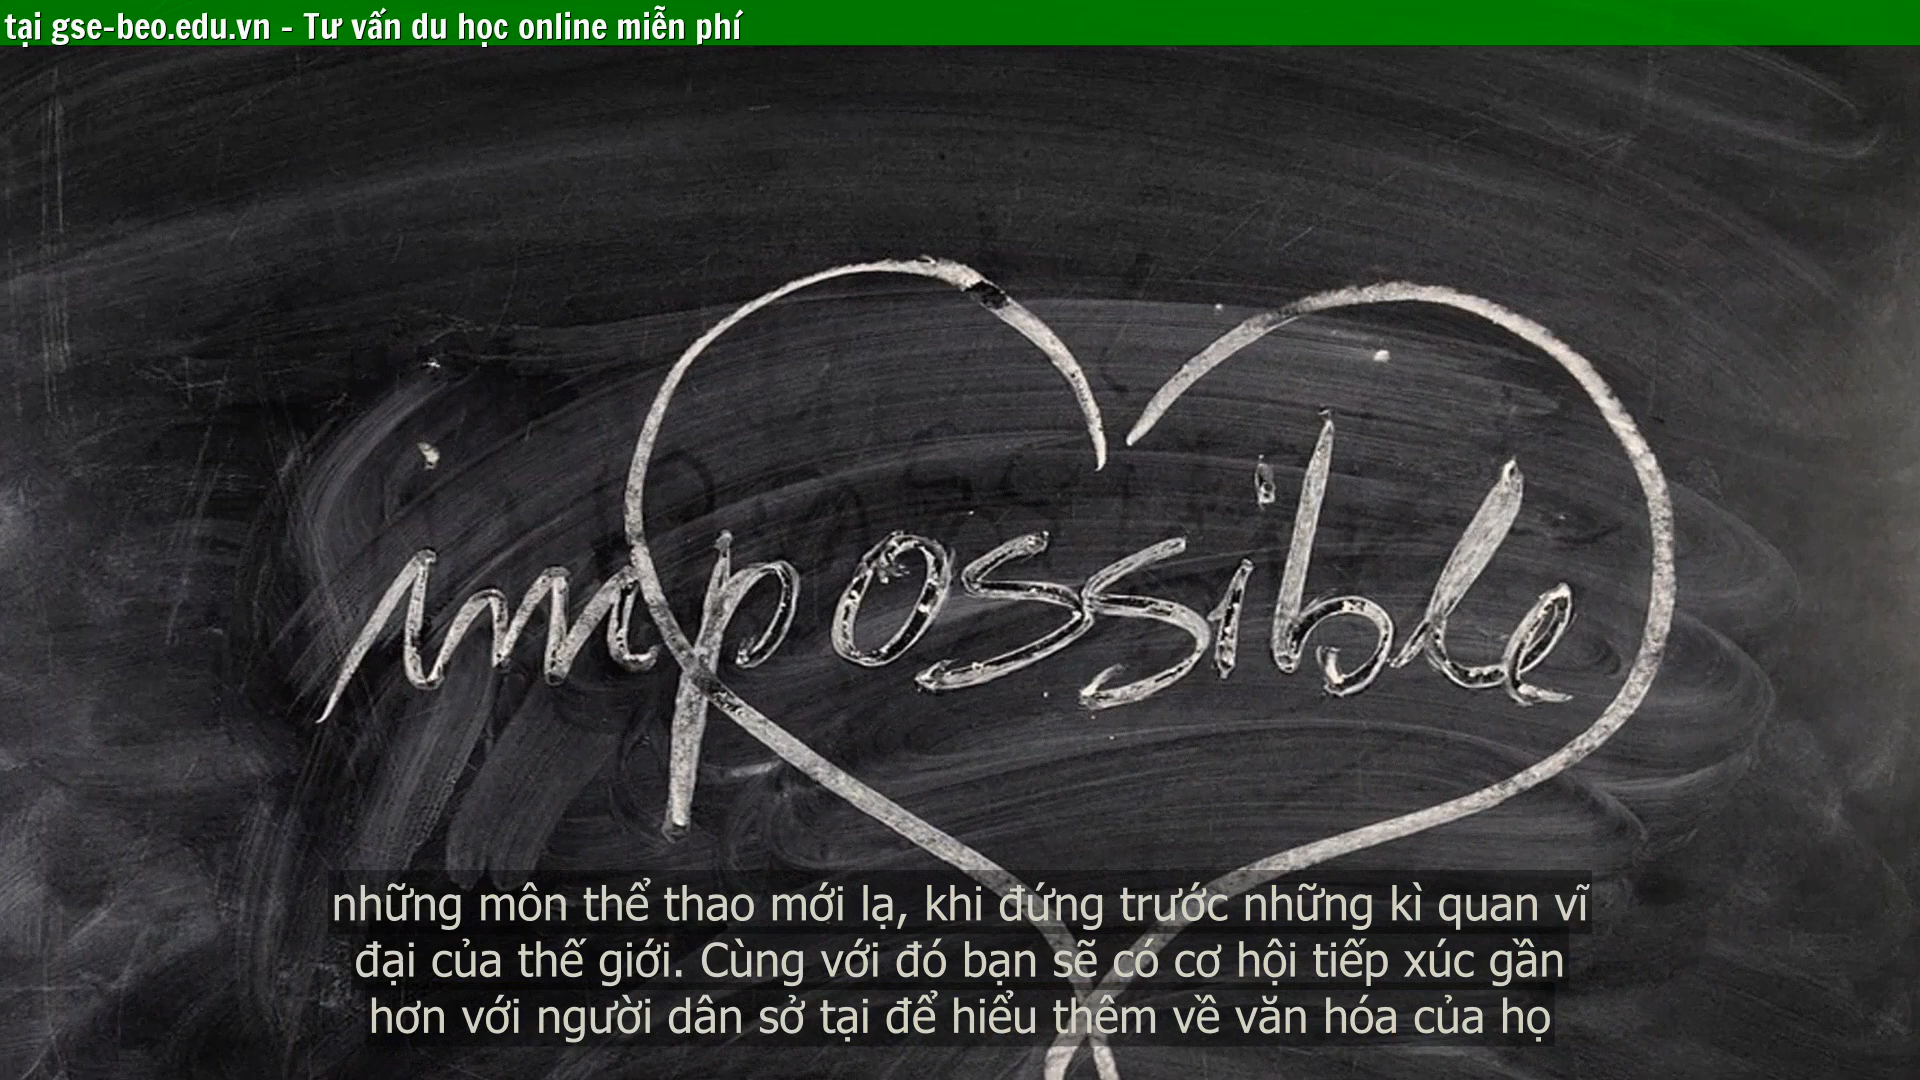 tại gse-beo.edu.vn - Tư vấn du học online miễn phí
impossible
những môn thể thao mới lạ, khi đứng trước những kì quan vĩ
đại của thế giới. Cùng với đó bạn sẽ có cơ hội tiếp xúc gần
hơn với người dân sở tại để hiểu thêm về văn hóa của họ